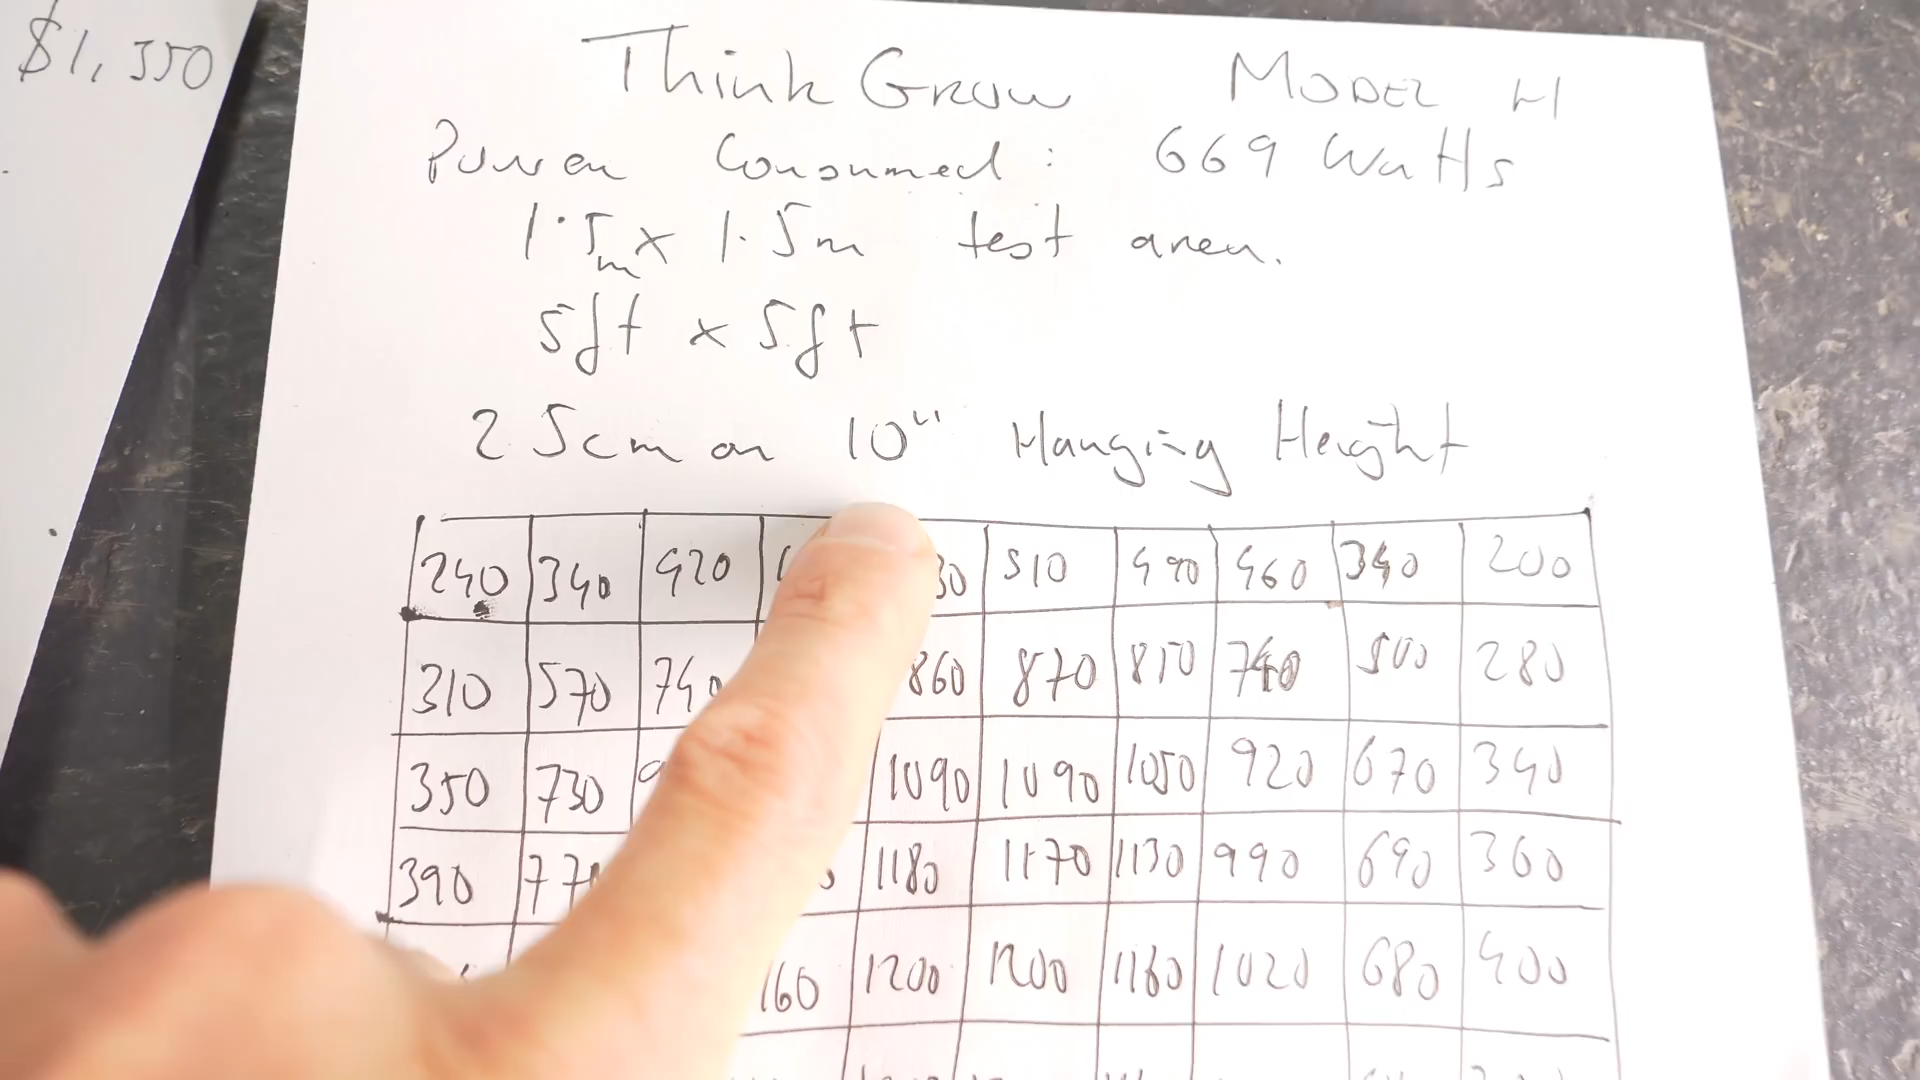 $1,350
Think Grow Model H
Power Consumed: 669 Watts
1.5m x 1.5m test area.
5ft x 5ft
25cm or 10" Hanging Height
240 340 420 30 510 490 460 340 200
310 570 740 860 870 850 740 500 280
350 730 9 1090 1090 1050 920 670 340
390 77 1180 1170 1130 990 690 360
160 1200 1200 1160 1020 680 400